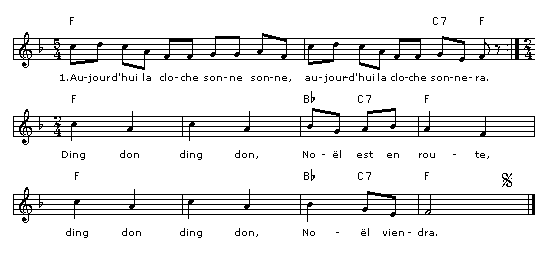 F C7 F
1.Au-jourd'hui la clo-che son-ne son-ne, au-jourd-d'hui la clo-che son-ne-ra.
F Bb C7 F
Ding don ding don, No-ël est en rou-te,
F Bb C7 F
ding don ding don, No-ël vien-dra.